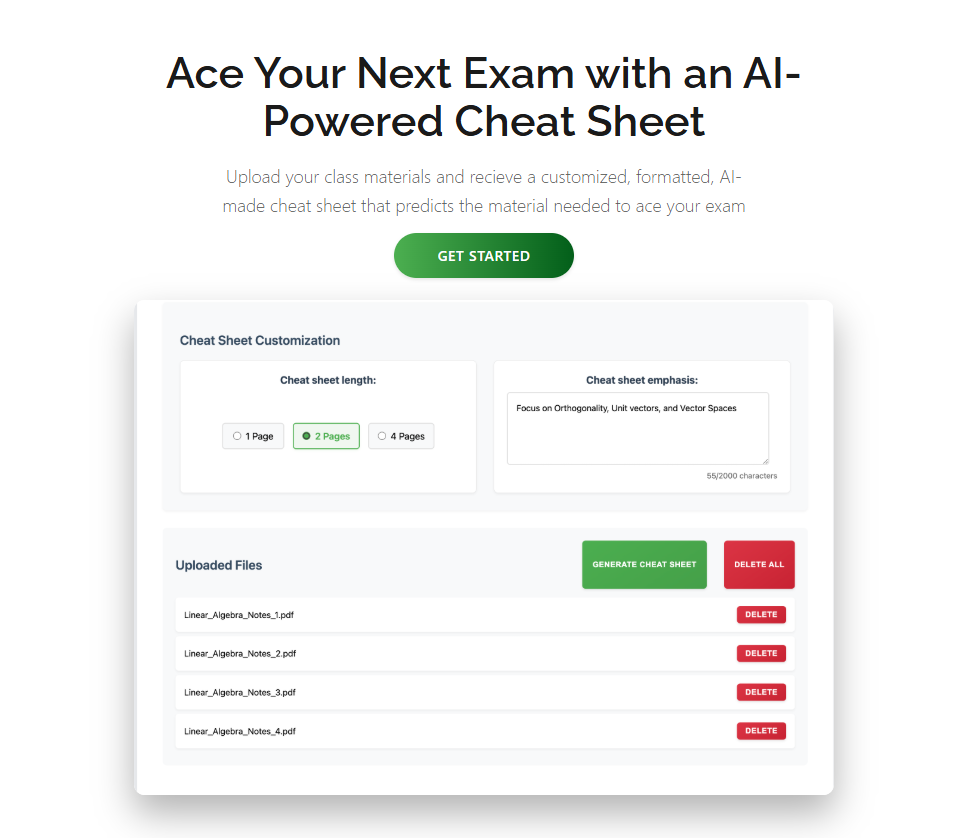 Ace Your Next Exam with an AI-
Powered Cheat Sheet
Upload your class materials and recieve a customized, formatted, AI-
made cheat sheet that predicts the material needed to ace your exam
GET STARTED
Cheat Sheet Customization
Cheat sheet length:
1 Page
2 Pages
4 Pages
Cheat sheet emphasis:
Focus on Orthogonality, Unit vectors, and Vector Spaces
55/2000 characters
Uploaded Files
GENERATE CHEAT SHEET
DELETE ALL
Linear_Algebra_Notes_1.pdf
DELETE
Linear_Algebra_Notes_2.pdf
DELETE
Linear_Algebra_Notes_3.pdf
DELETE
Linear_Algebra_Notes_4.pdf
DELETE